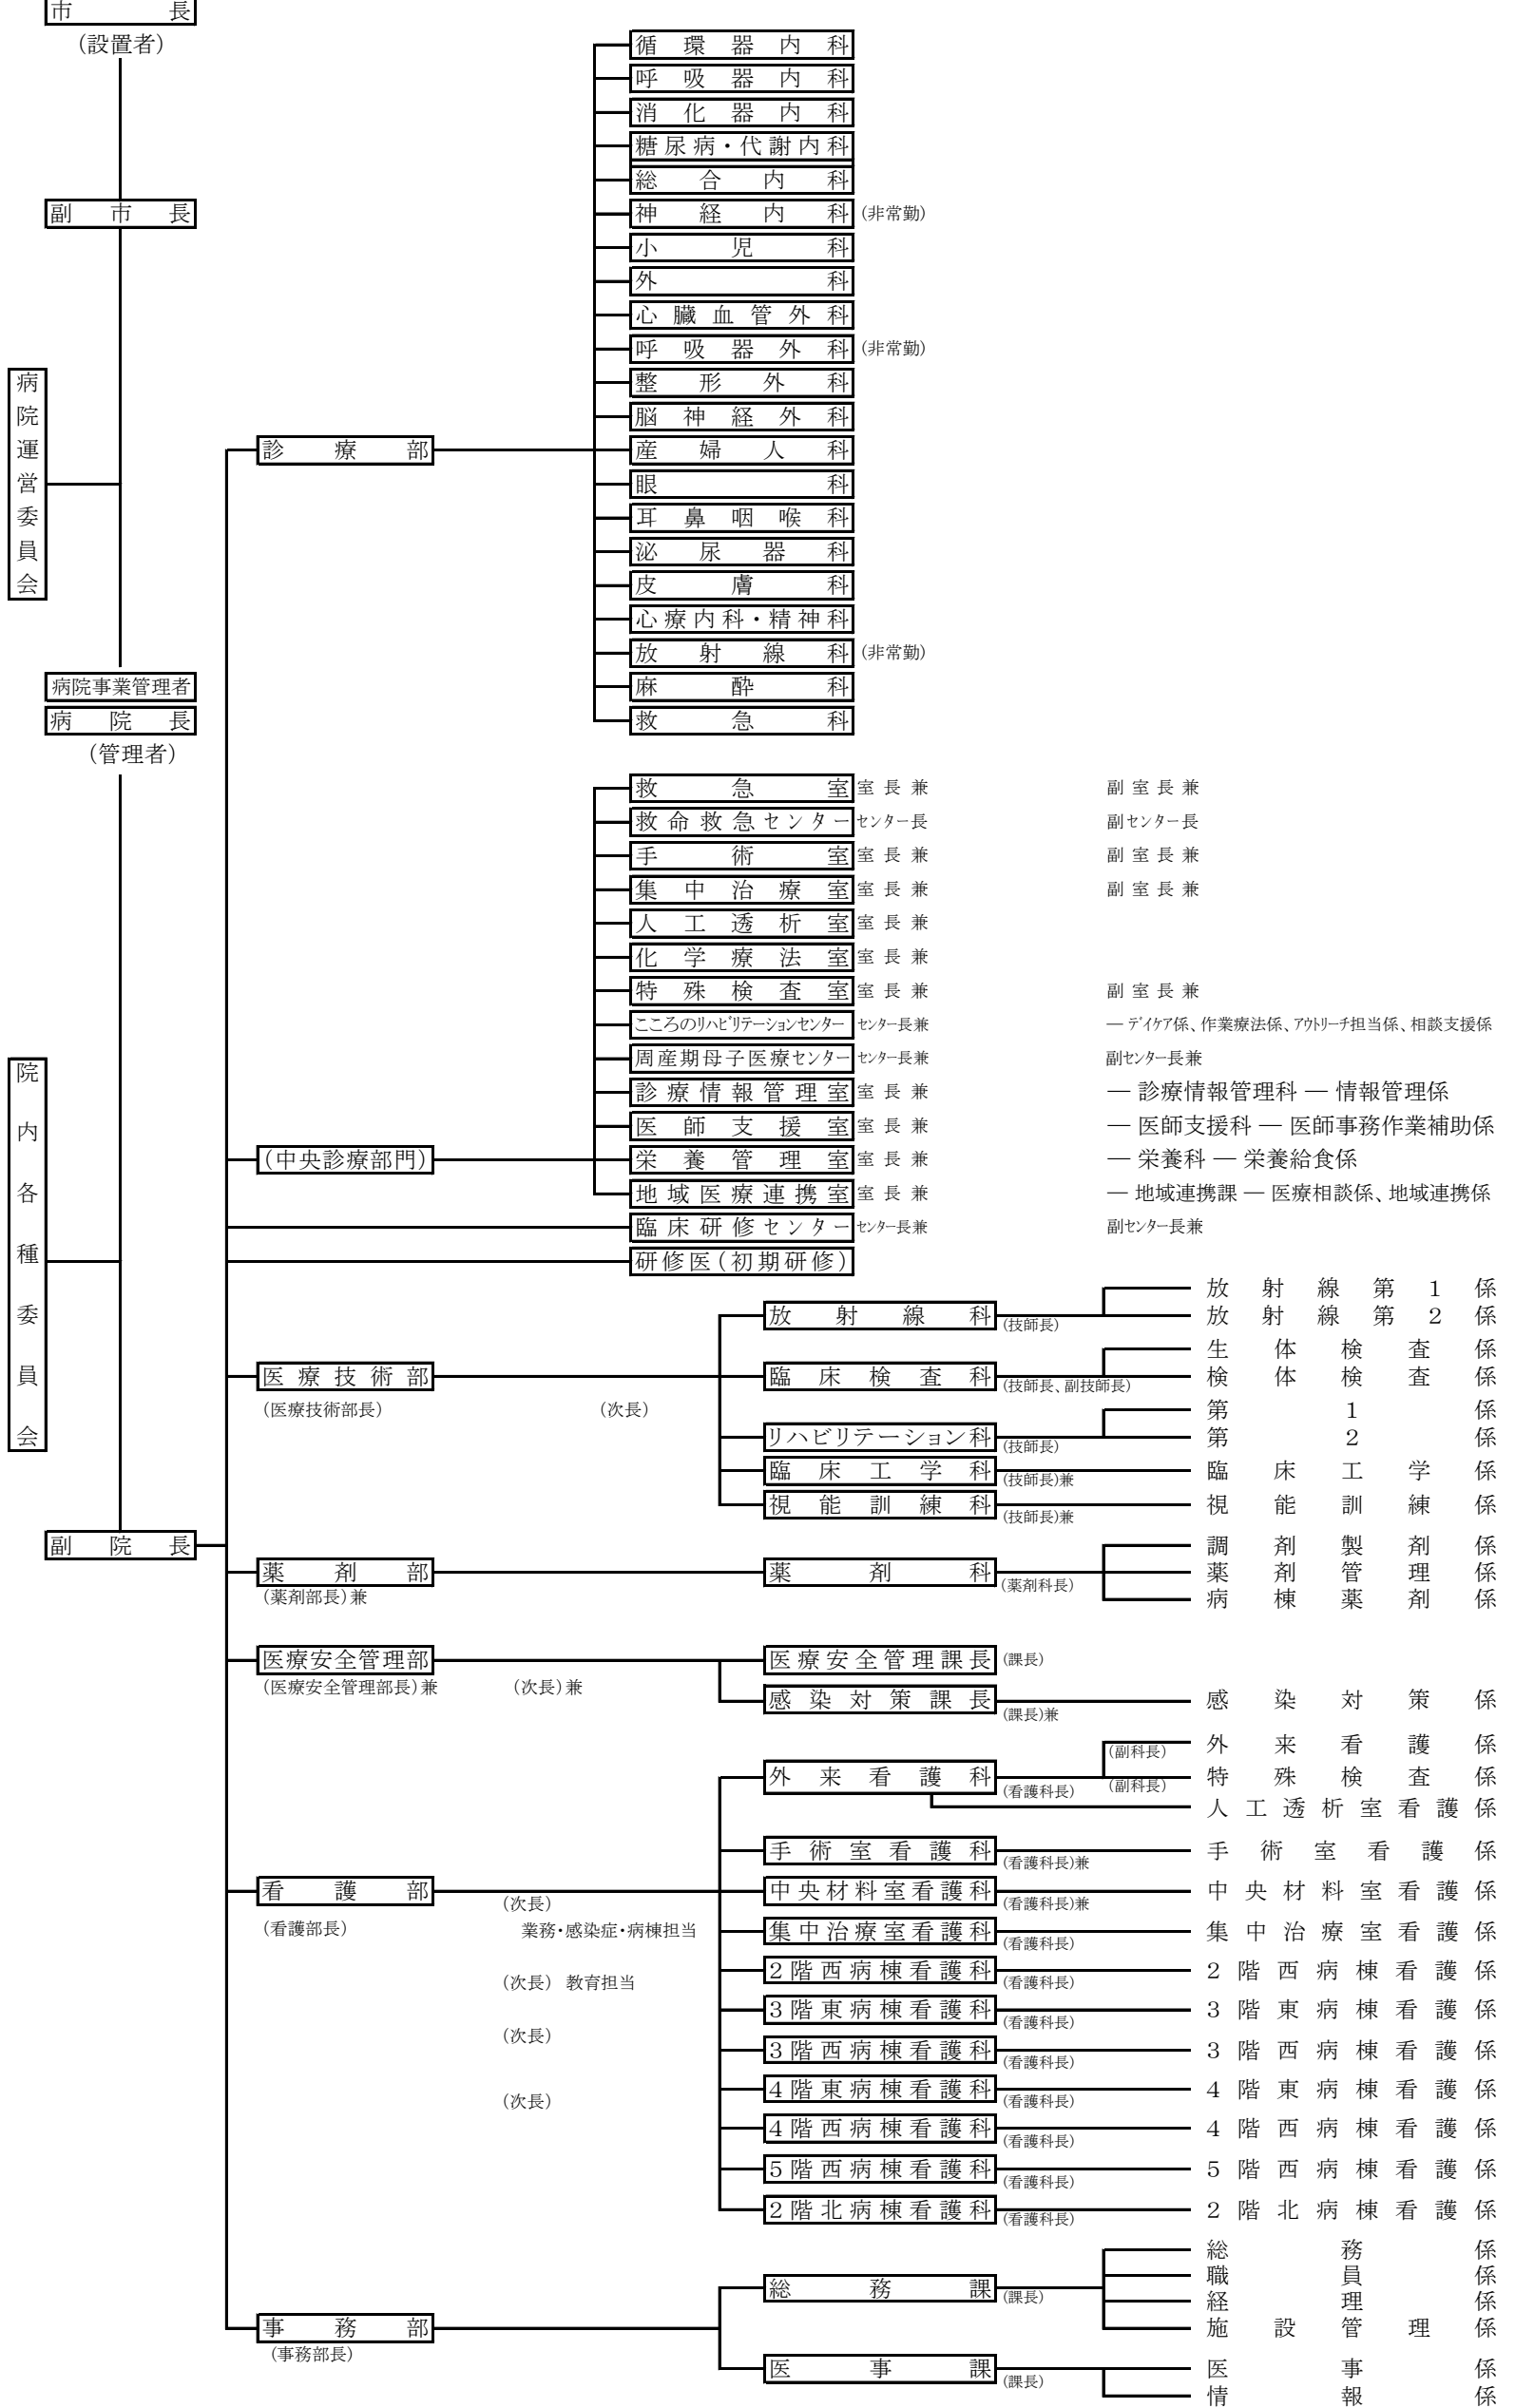 市長
(設置者)
副市長
病院運営委員会
病院事業管理者
病院長
(管理者)
院内各種委員会
副院長
診療部
循環器内科
呼吸器内科
消化器内科
糖尿病・代謝内科
総合内科
神経内科 (非常勤)
小児科
外科
心臓血管外科
呼吸器外科 (非常勤)
整形外科
脳神経外科
産婦人科
眼科
耳鼻咽喉科
泌尿器科
皮膚科
心療内科・精神科
放射線科 (非常勤)
麻酔科
救急科
(中央診療部門)
救急室 室長兼 副室長兼
救命救急センター センター長 副センター長
手術室 室長兼 副室長兼
集中治療室 室長兼 副室長兼
人工透析室 室長兼
化学療法室 室長兼
特殊検査室 室長兼 副室長兼
こころのリハビリテーションセンター センター長兼 ― デイケア係、作業療法係、アウトリーチ担当係、相談支援係
周産期母子医療センター センター長兼 副センター長兼
診療情報管理室 室長兼 ― 診療情報管理科 ― 情報管理係
医師支援室 室長兼 ― 医師支援科 ― 医師事務作業補助係
栄養管理室 室長兼 ― 栄養科 ― 栄養給食係
地域医療連携室 室長兼 ― 地域連携課 ― 医療相談係、地域連携係
臨床研修センター センター長兼 副センター長兼
研修医(初期研修)
医療技術部
(医療技術部長) (次長)
放射線科 (技師長)
放射線第1係
放射線第2係
臨床検査科 (技師長、副技師長)
生体検査係
検体検査係
リハビリテーション科 (技師長)
第1係
第2係
臨床工学科 (技師長)兼 臨床工学係
視能訓練科 (技師長)兼 視能訓練係
薬剤部
(薬剤部長)兼
薬剤科 (薬剤科長)
調剤製剤係
薬剤管理係
病棟薬剤係
医療安全管理部
(医療安全管理部長)兼 (次長)兼
医療安全管理課長 (課長)
感染対策課長 (課長)兼 感染対策係
看護部
(看護部長)
(次長)
業務・感染症・病棟担当
(次長) 教育担当
(次長)
(次長)
外来看護科 (看護科長)
(副科長) 外来看護係
(副科長) 特殊検査係
人工透析室看護係
手術室看護科 (看護科長)兼 手術室看護係
中央材料室看護科 (看護科長)兼 中央材料室看護係
集中治療室看護科 (看護科長) 集中治療室看護係
2階西病棟看護科 (看護科長) 2階西病棟看護係
3階東病棟看護科 (看護科長) 3階東病棟看護係
3階西病棟看護科 (看護科長) 3階西病棟看護係
4階東病棟看護科 (看護科長) 4階東病棟看護係
4階西病棟看護科 (看護科長) 4階西病棟看護係
5階西病棟看護科 (看護科長) 5階西病棟看護係
2階北病棟看護科 (看護科長) 2階北病棟看護係
事務部
(事務部長)
総務課 (課長)
総務係
職員係
経理係
施設管理係
医事課 (課長)
医事係
情報係